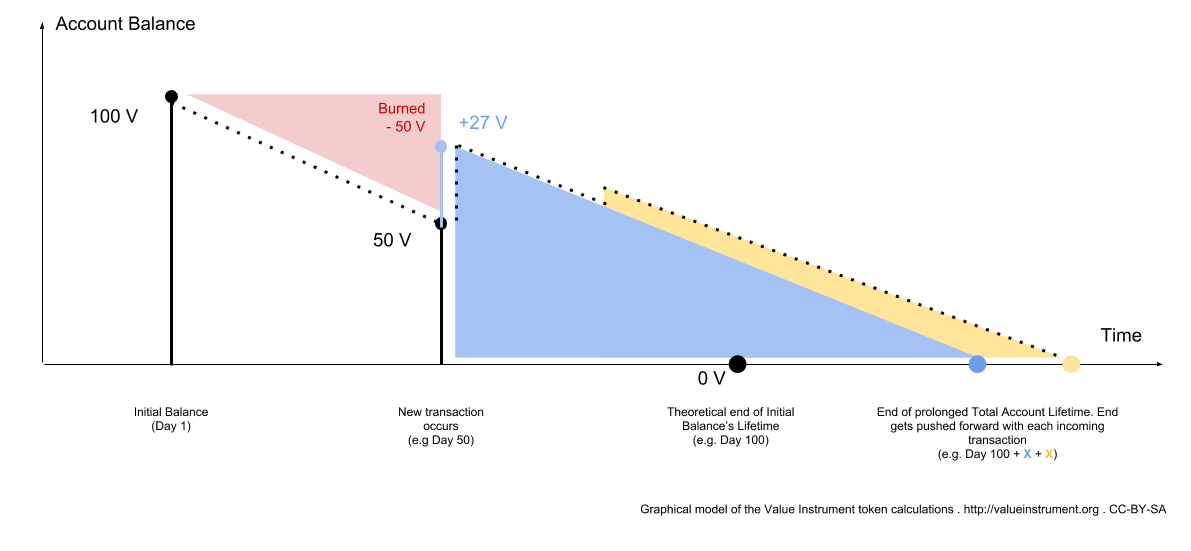 Account Balance
100 V
Burned
- 50 V
+27 V
50 V
Time
0 V
Initial Balance
(Day 1)
New transaction
occurs
(e.g Day 50)
Theoretical end of Initial
Balance's Lifetime
(e.g. Day 100)
End of prolonged Total Account Lifetime. End
gets pushed forward with each incoming
transaction
(e.g. Day 100 + X + X)
Graphical model of the Value Instrument token calculations . http://valueinstrument.org . CC-BY-SA